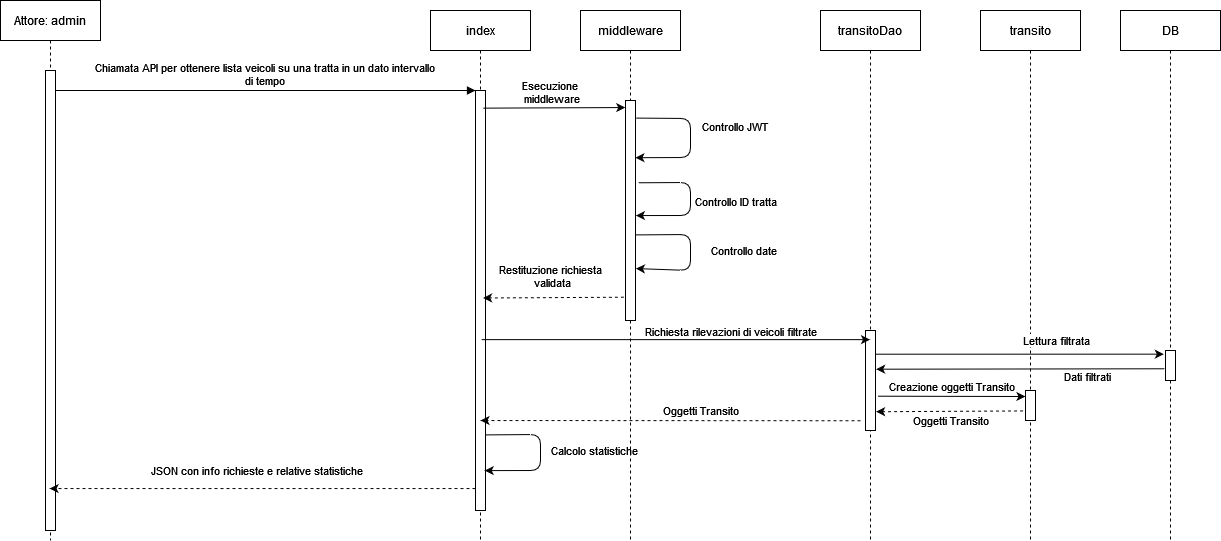 Attore: admin
index
middleware
transitoDao
transito
DB
Chiamata API per ottenere lista veicoli su una tratta in un dato intervallo
di tempo
Esecuzione
middleware
Controllo JWT
Controllo ID tratta
Controllo date
Restituzione richiesta
validata
Richiesta rilevazioni di veicoli filtrate
Lettura filtrata
Dati filtrati
Creazione oggetti Transito
Oggetti Transito
Oggetti Transito
Calcolo statistiche
JSON con info richieste e relative statistiche